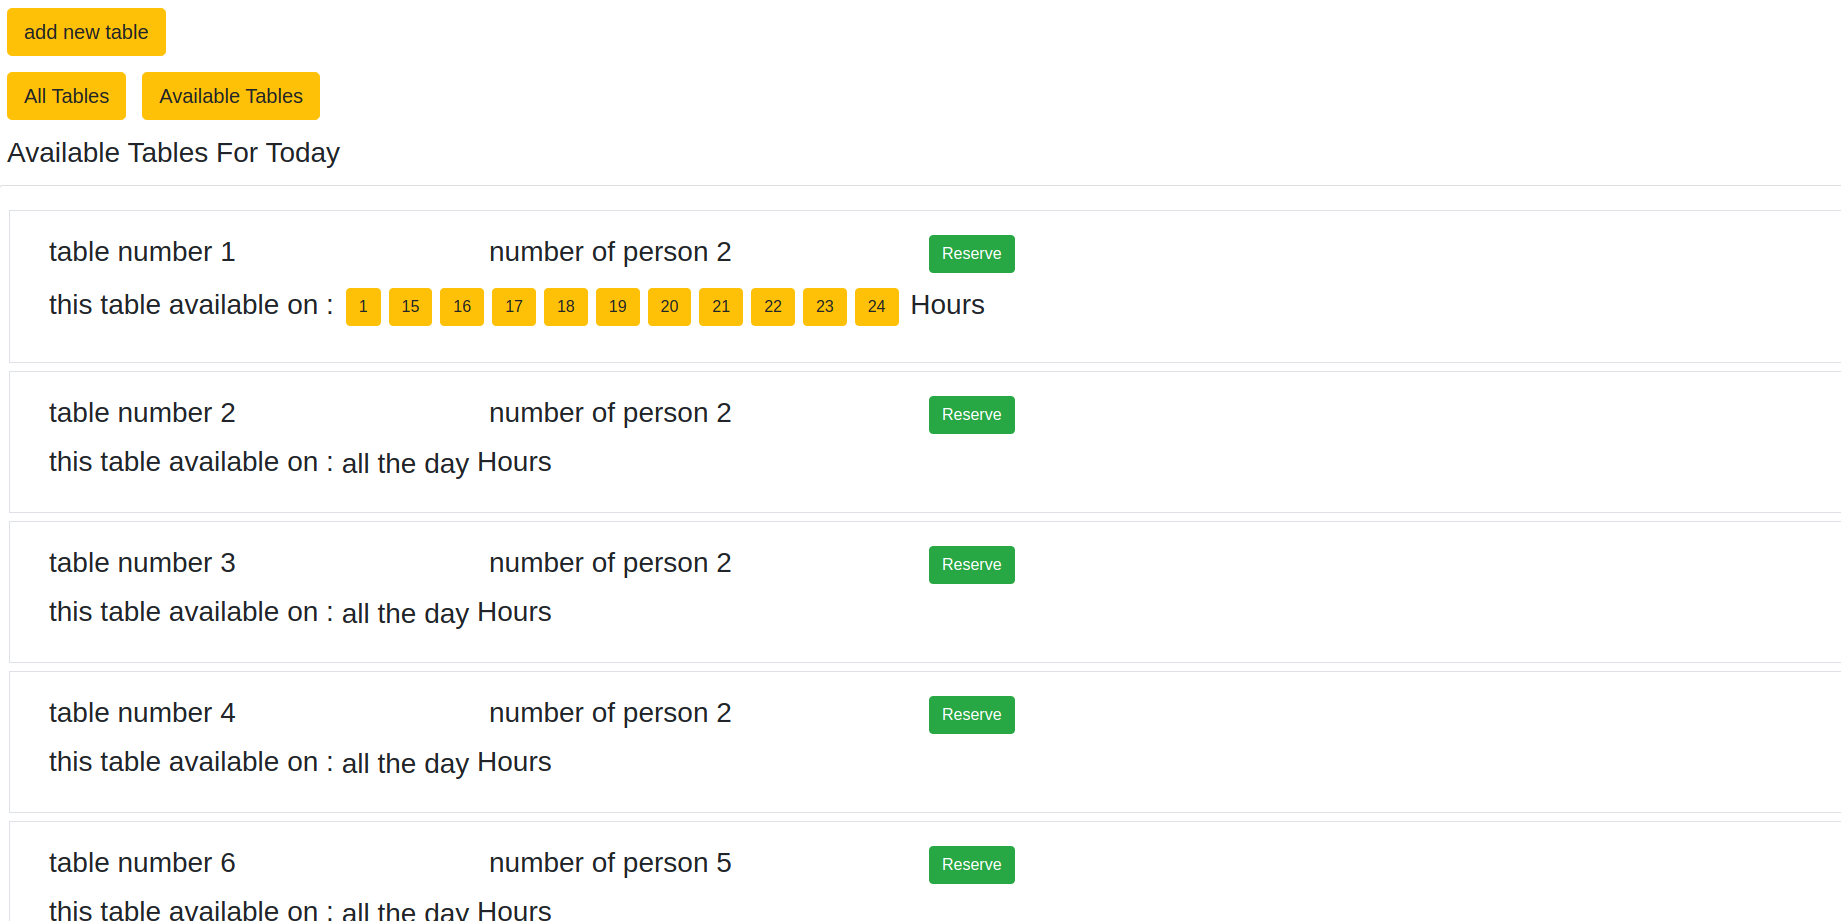 add new table
All Tables Available Tables
Available Tables For Today
table number 1 number of person 2 Reserve
this table available on : 1 15 16 17 18 19 20 21 22 23 24 Hours
table number 2 number of person 2 Reserve
this table available on : all the day Hours
table number 3 number of person 2 Reserve
this table available on : all the day Hours
table number 4 number of person 2 Reserve
this table available on : all the day Hours
table number 6 number of person 5 Reserve
this table available on : all the day Hours